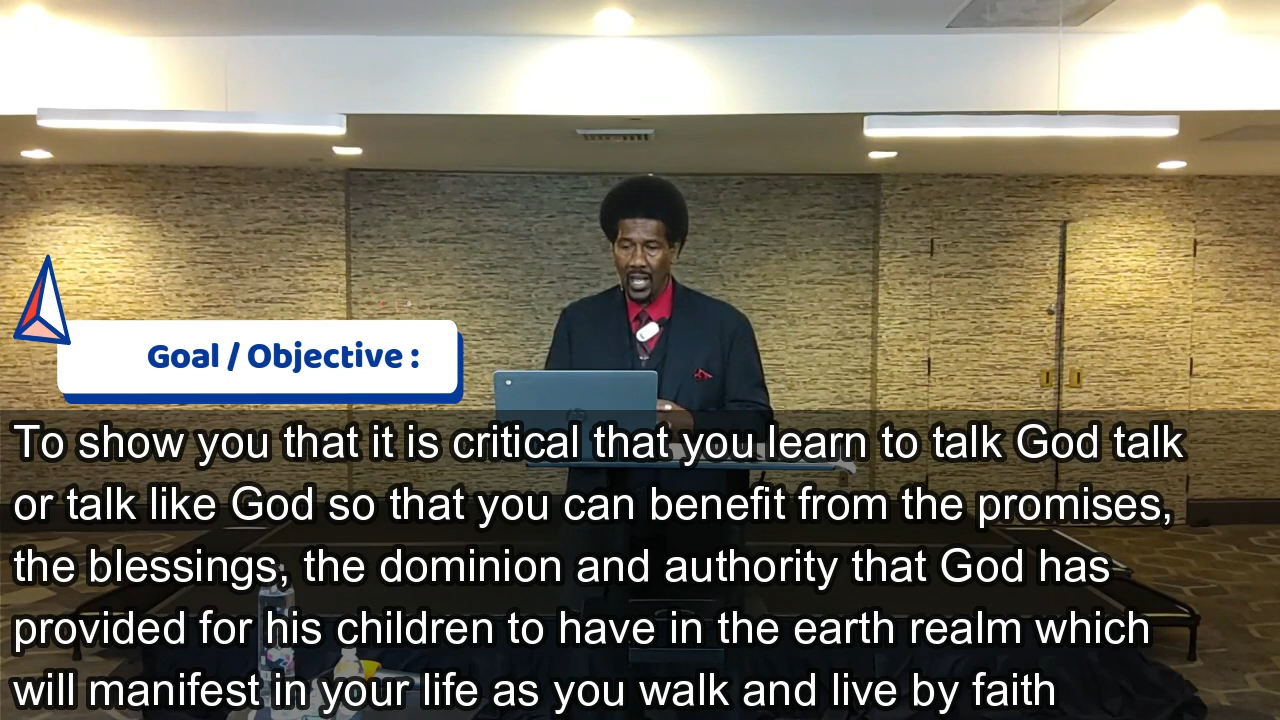 Goal / Objective :
To show you that it is critical that you learn to talk God talk
or talk like God so that you can benefit from the promises,
the blessings, the dominion and authority that God has
provided for his children to have in the earth realm which
will manifest in your life as you walk and live by faith